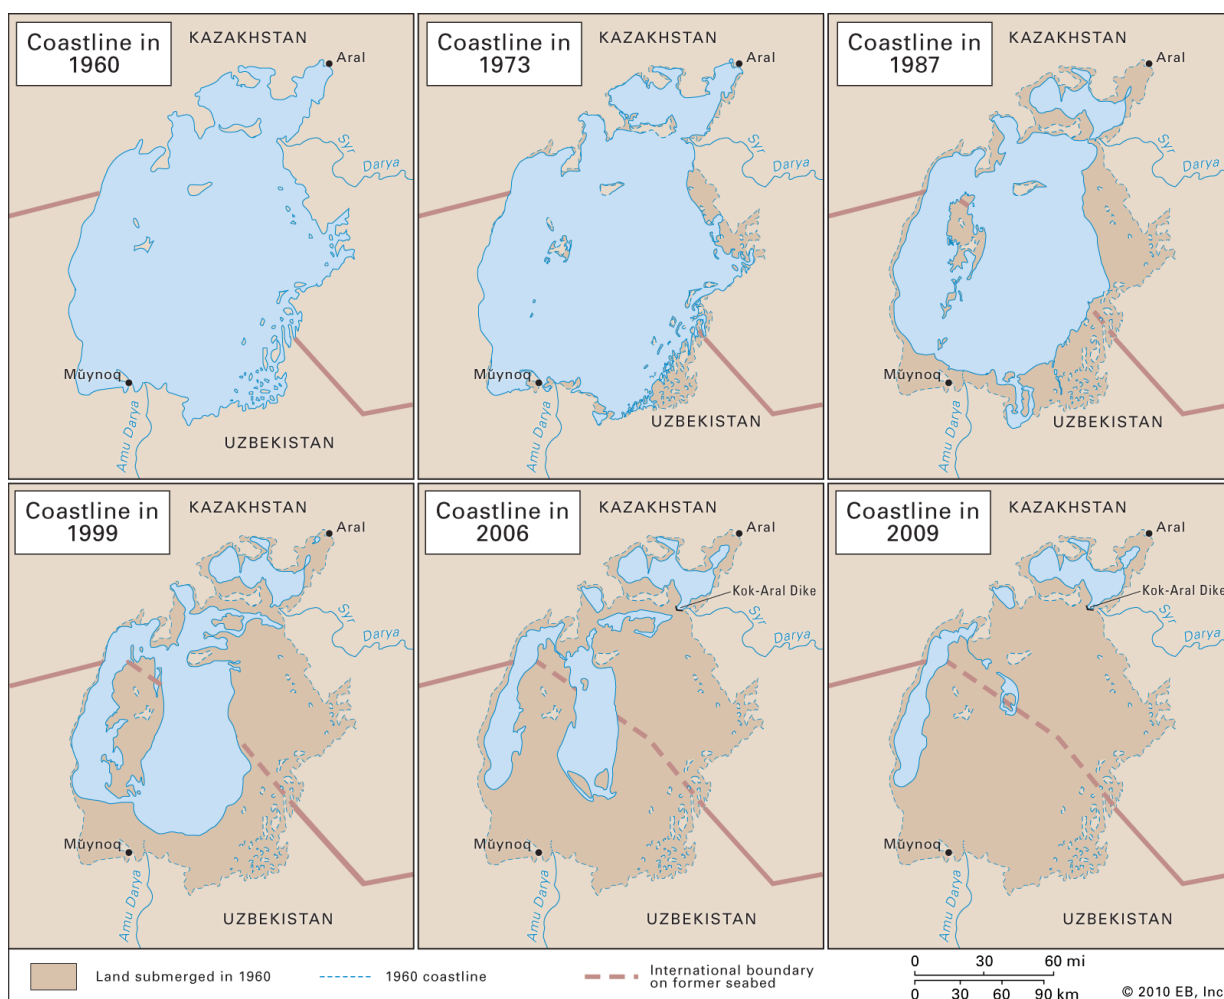 Coastline in
1960
KAZAKHSTAN
Aral
Syr
Darya
Mŭynoq
Amu Darya
UZBEKISTAN
Coastline in
1973
KAZAKHSTAN
Aral
Syr
Darya
Mŭynoq
Amu Darya
UZBEKISTAN
Coastline in
1987
KAZAKHSTAN
Aral
Syr
Darya
Mŭynoq
Amu Darya
UZBEKISTAN
Coastline in
1999
KAZAKHSTAN
Aral
Syr
Darya
Mŭynoq
Amu Darya
UZBEKISTAN
Coastline in
2006
KAZAKHSTAN
Aral
Kok-Aral Dike
Syr
Darya
Mŭynoq
Amu Darya
UZBEKISTAN
Coastline in
2009
KAZAKHSTAN
Aral
Kok-Aral Dike
Syr
Darya
Mŭynoq
Amu Darya
UZBEKISTAN
Land submerged in 1960
1960 coastline
International boundary
on former seabed
0 30 60 mi
0 30 60 90 km
© 2010 EB, Inc